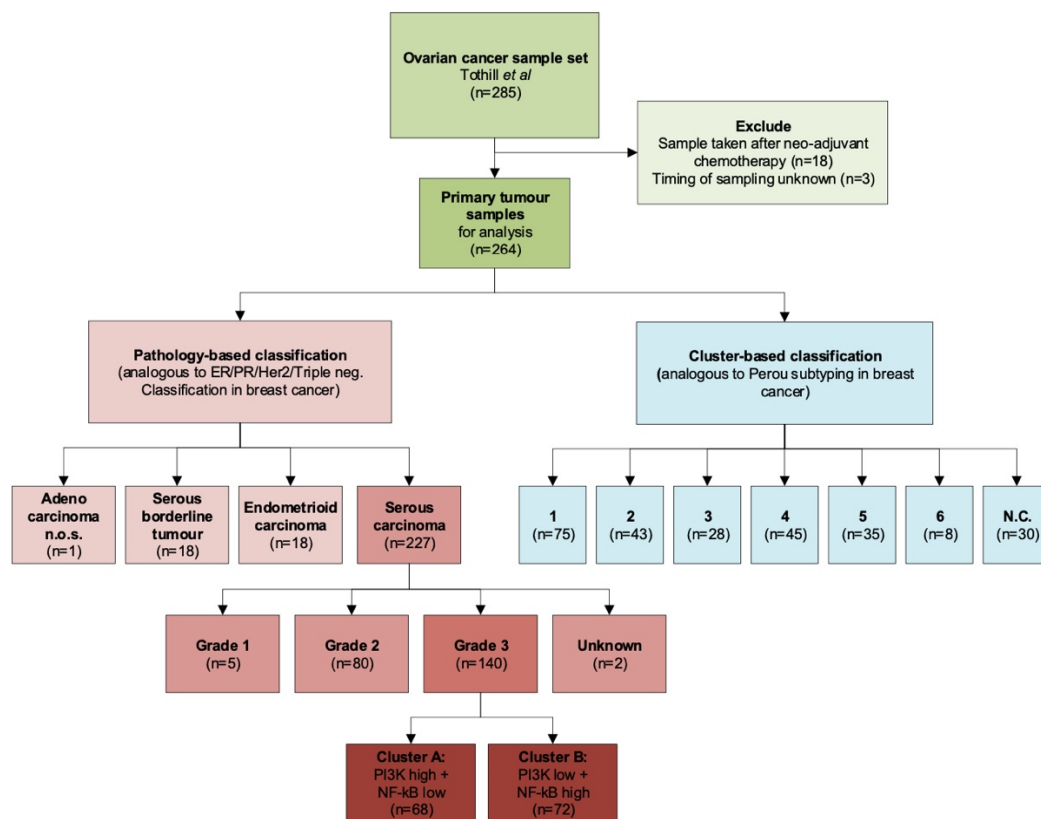 Ovarian cancer sample set
Tothill et al
(n=285)
Exclude
Sample taken after neo-adjuvant
chemotherapy (n=18)
Timing of sampling unknown (n=3)
Primary tumour
samples
for analysis
(n=264)
Pathology-based classification
(analogous to ER/PR/Her2/Triple neg.
Classification in breast cancer)
Cluster-based classification
(analogous to Perou subtyping in breast
cancer)
Adeno
carcinoma
n.o.s.
(n=1)
Serous
borderline
tumour
(n=18)
Endometrioid
carcinoma
(n=18)
Serous
carcinoma
(n=227)
1
(n=75)
2
(n=43)
3
(n=28)
4
(n=45)
5
(n=35)
6
(n=8)
N.C.
(n=30)
Grade 1
(n=5)
Grade 2
(n=80)
Grade 3
(n=140)
Unknown
(n=2)
Cluster A:
PI3K high +
NF-kB low
(n=68)
Cluster B:
PI3K low +
NF-kB high
(n=72)